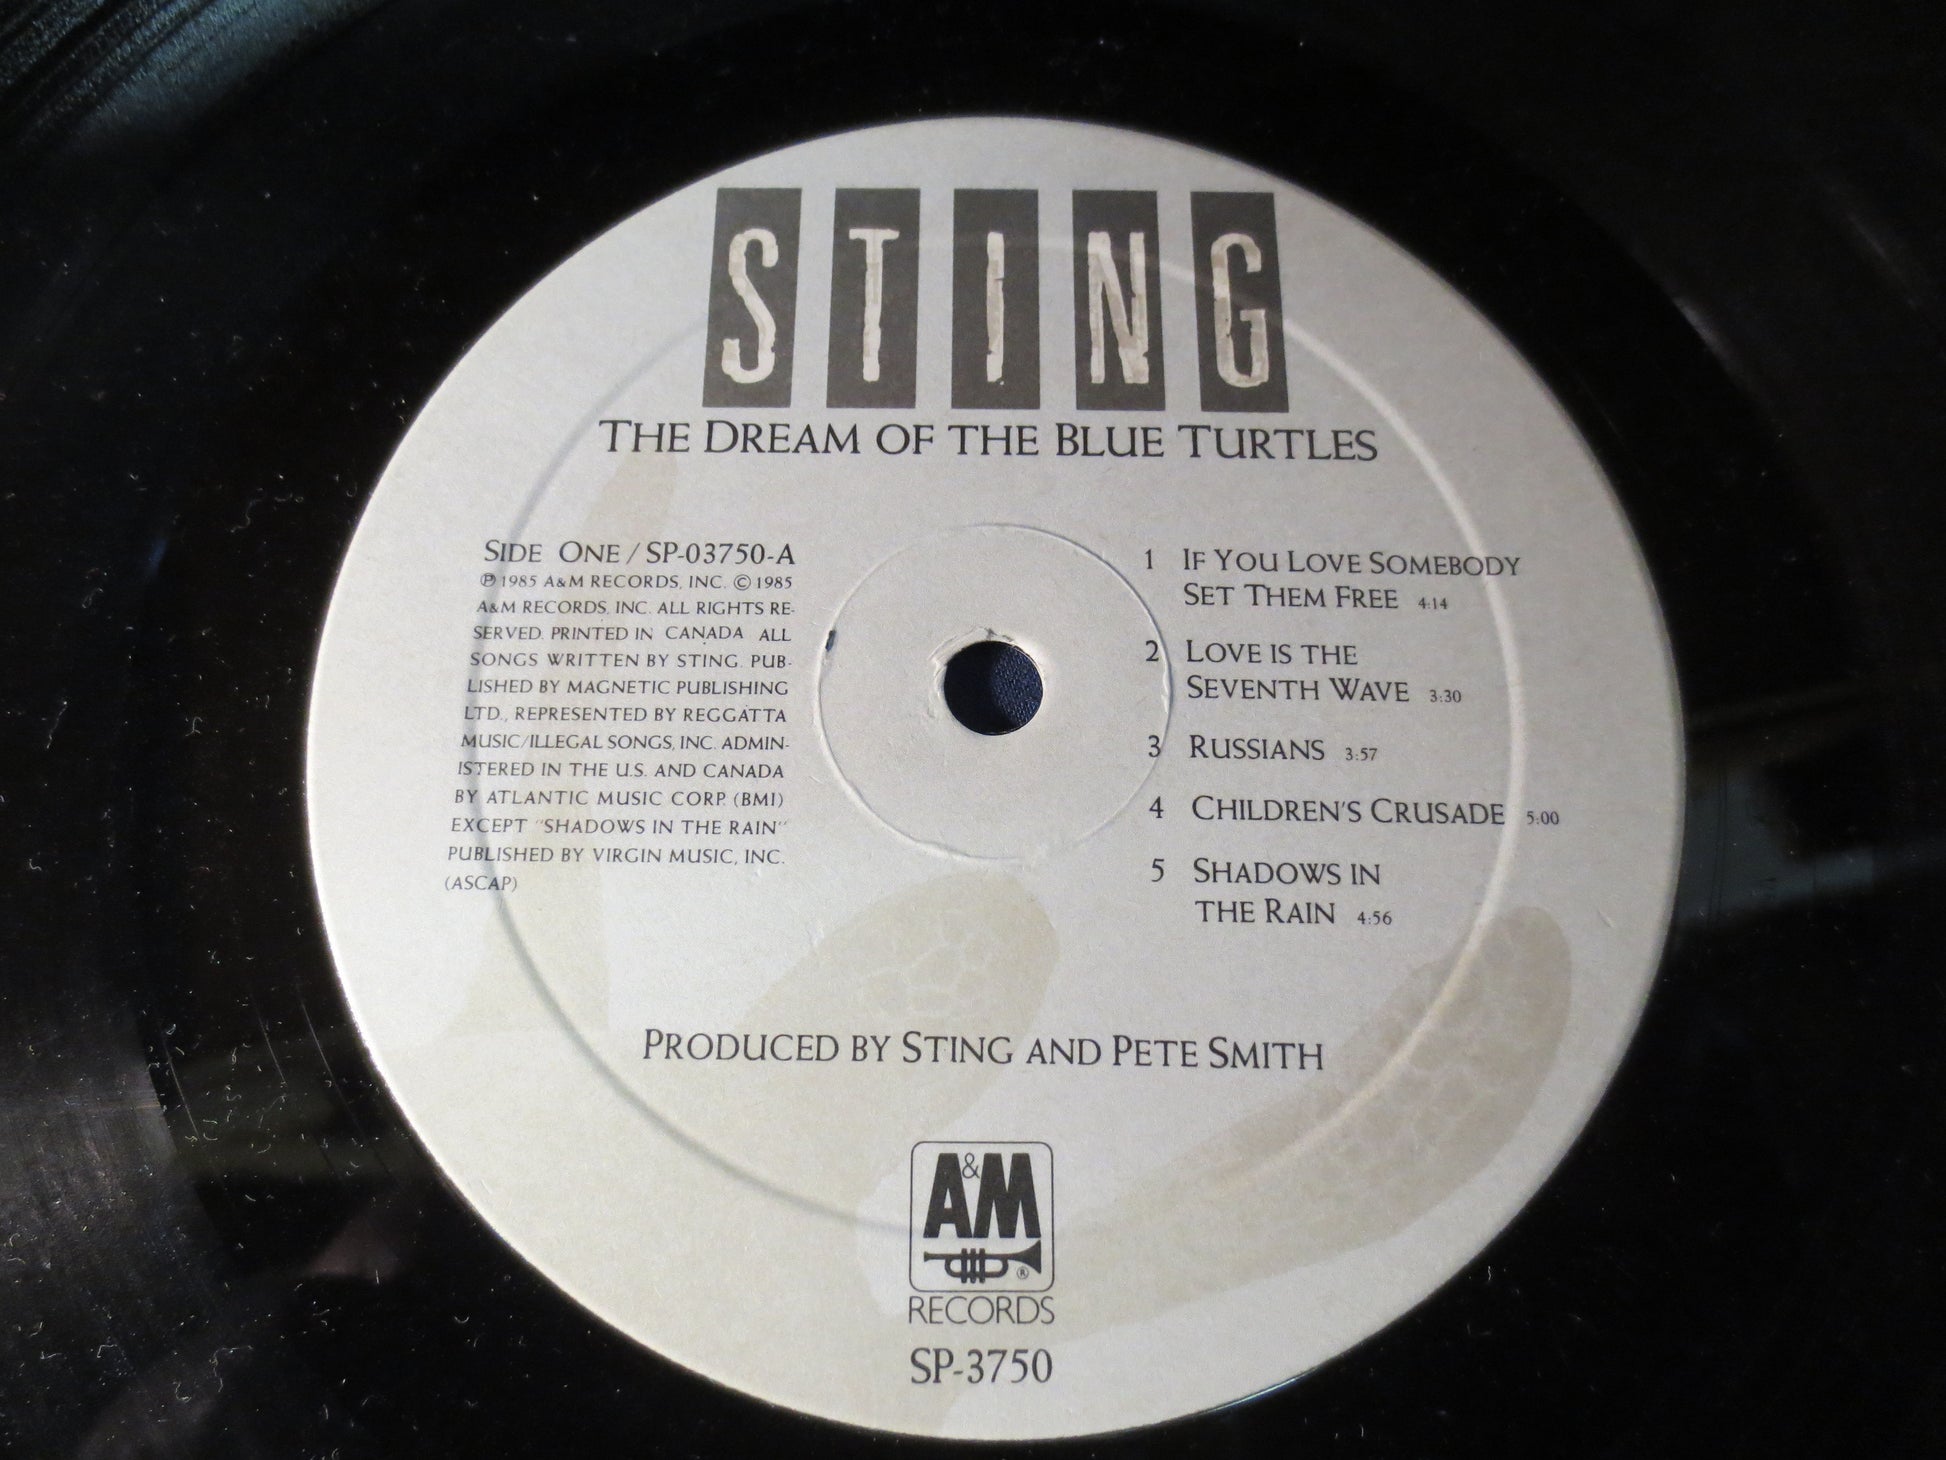 STING
THE DREAM OF THE BLUE TURTLES
SIDE ONE / SP-03750-A
℗ 1985 A&M RECORDS, INC. © 1985
A&M RECORDS, INC. ALL RIGHTS RE-
SERVED. PRINTED IN CANADA ALL
SONGS WRITTEN BY STING. PUB-
LISHED BY MAGNETIC PUBLISHING
LTD., REPRESENTED BY REGGATTA
MUSIC/ILLEGAL SONGS, INC. ADMIN-
ISTERED IN THE U.S. AND CANADA
BY ATLANTIC MUSIC CORP. (BMI)
EXCEPT "SHADOWS IN THE RAIN"
PUBLISHED BY VIRGIN MUSIC, INC.
(ASCAP)
1 IF YOU LOVE SOMEBODY
SET THEM FREE 4:14
2 LOVE IS THE
SEVENTH WAVE 3:30
3 RUSSIANS 3:57
4 CHILDREN'S CRUSADE 5:00
5 SHADOWS IN
THE RAIN 4:56
PRODUCED BY STING AND PETE SMITH
A&M
®
RECORDS
SP-3750